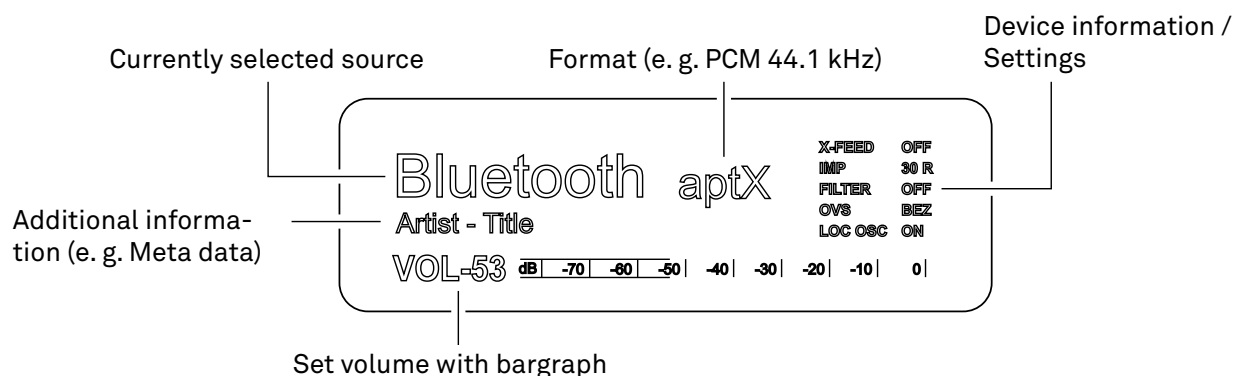 Device information /
Settings
Currently selected source
Format (e. g. PCM 44.1 kHz)
Bluetooth aptX
X-FEED OFF
IMP 30 R
FILTER OFF
OVS BEZ
LOC OSC ON
Additional informa-
tion (e. g. Meta data)
Artist - Title
VOL-53 dB -70 -60 -50 -40 -30 -20 -10 0
Set volume with bargraph